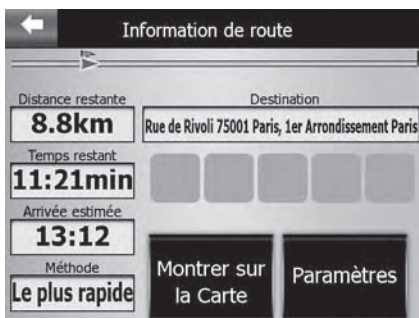 Information de route
Distance restante
8.8km
Destination
Rue de Rivoli 75001 Paris, 1er Arrondissement Paris
Temps restant
11:21min
Arrivée estimée
13:12
Méthode
Le plus rapide
Montrer sur
la Carte
Paramètres